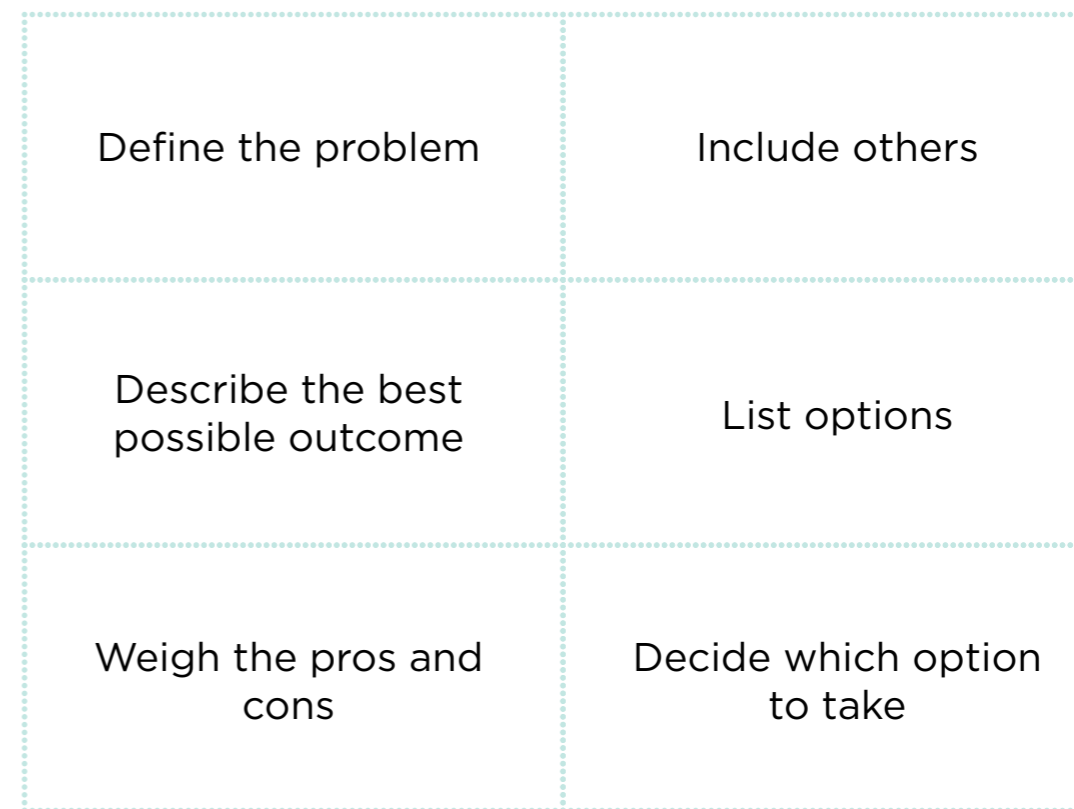 Define the problem
Include others
Describe the best
possible outcome
List options
Weigh the pros and
cons
Decide which option
to take